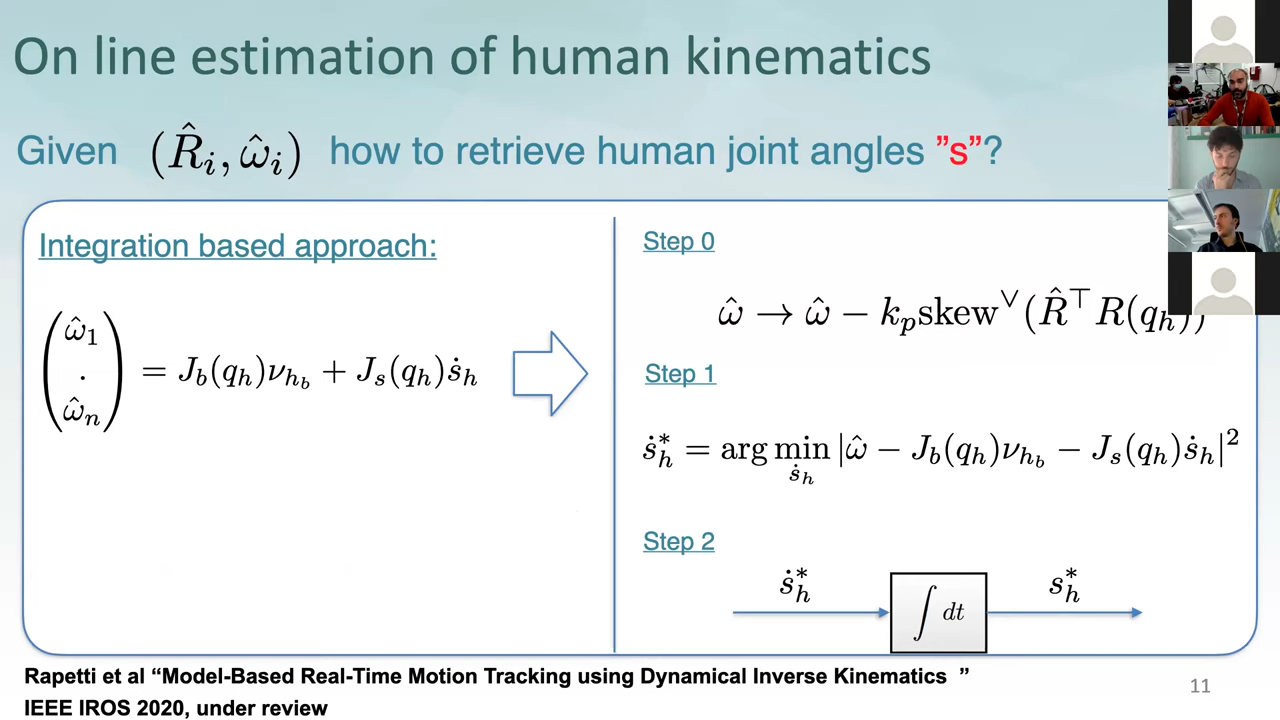 On line estimation of human kinematics
Given (R̂ᵢ, ω̂ᵢ) how to retrieve human joint angles ”s”?
Integration based approach:
(ω̂₁ . ω̂ₙ) = J_b(q_h)ν_{h_b} + J_s(q_h)ṡ_h
Step 0
ω̂ → ω̂ − k_p skew^∨(R̂^⊤ R(q_h))
Step 1
ṡ_h^* = arg min_{ṡ_h} |ω̂ − J_b(q_h)ν_{h_b} − J_s(q_h)ṡ_h|²
Step 2
ṡ_h^* ∫ dt s_h^*
Rapetti et al “Model-Based Real-Time Motion Tracking using Dynamical Inverse Kinematics ”
IEEE IROS 2020, under review
11